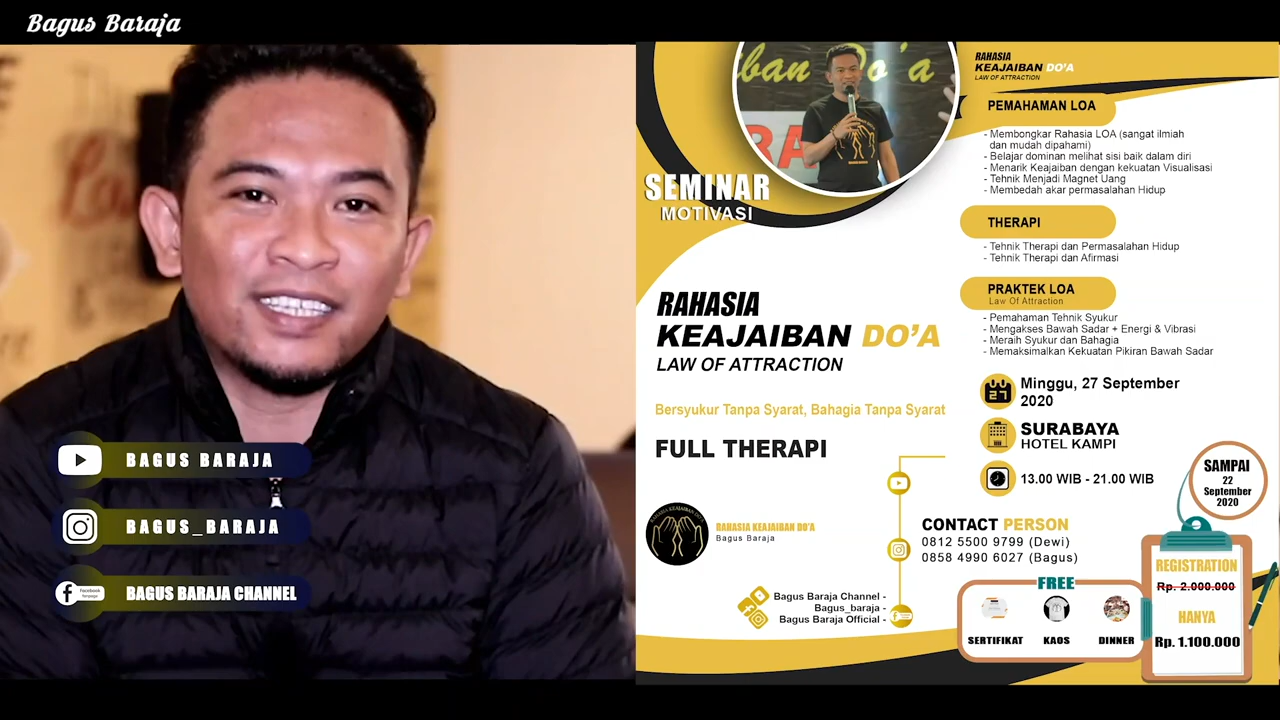 Bagus Baraja
BAGUS BARAJA
BAGUS_BARAJA
BAGUS BARAJA CHANNEL
SEMINAR
MOTIVASI
RAHASIA
KEAJAIBAN DO'A
LAW OF ATTRACTION
Bersyukur Tanpa Syarat, Bahagia Tanpa Syarat
FULL THERAPI
RAHASIA KEAJAIBAN DO'A
Bagus Baraja
Bagus Baraja Channel -
Bagus_baraja -
Bagus Baraja Official -
RAHASIA
KEAJAIBAN DO'A
LAW OF ATTRACTION
PEMAHAMAN LOA
- Membongkar Rahasia LOA (sangat ilmiah
dan mudah dipahami)
- Belajar dominan melihat sisi baik dalam diri
- Menarik Keajaiban dengan kekuatan Visualisasi
- Tehnik Menjadi Magnet Uang
- Membedah akar permasalahan Hidup
THERAPI
- Tehnik Therapi dan Permasalahan Hidup
- Tehnik Therapi dan Afirmasi
PRAKTEK LOA
Law Of Attraction
- Pemahaman Tehnik Syukur
- Mengakses Bawah Sadar + Energi & Vibrasi
- Meraih Syukur dan Bahagia
- Memaksimalkan Kekuatan Pikiran Bawah Sadar
27
Minggu, 27 September
2020
SURABAYA
HOTEL KAMPI
13.00 WIB - 21.00 WIB
CONTACT PERSON
0812 5500 9799 (Dewi)
0858 4990 6027 (Bagus)
FREE
SERTIFIKAT
KAOS
DINNER
SAMPAI
22
September
2020
REGISTRATION
Rp. 2.000.000
HANYA
Rp. 1.100.000